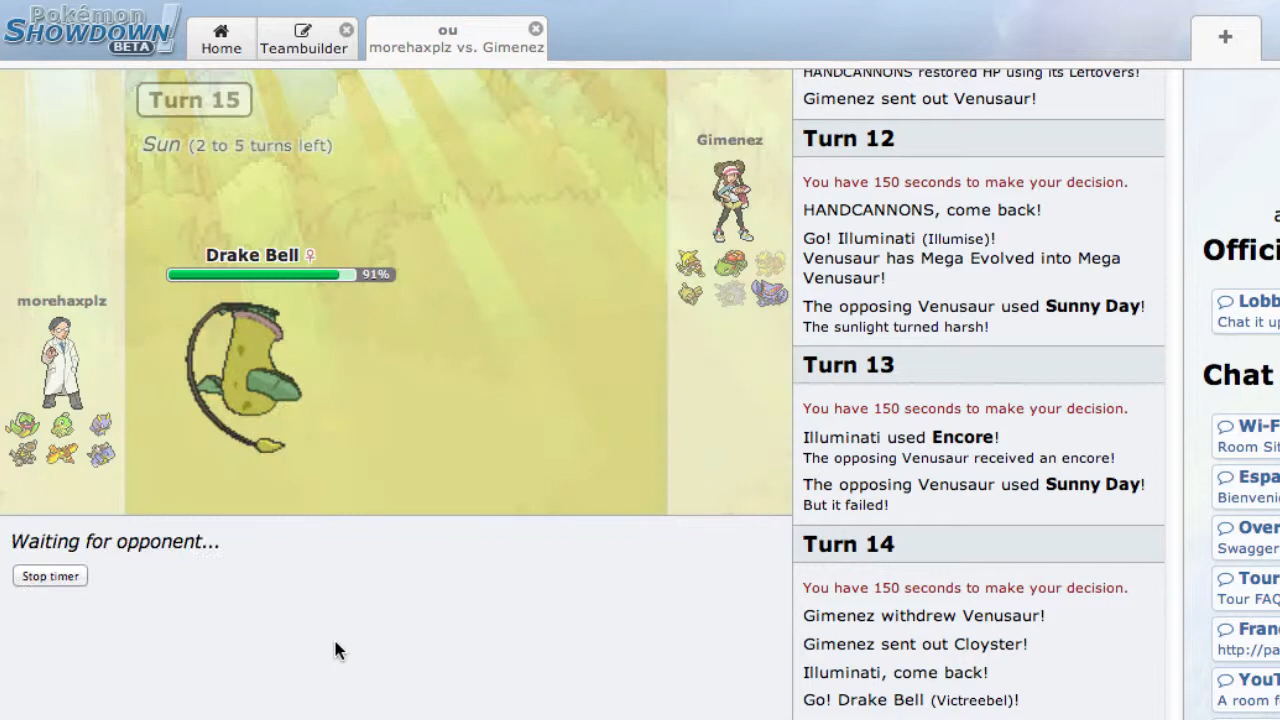 Pokémon
SHOWDOWN!
BETA
Home
Teambuilder
ou
morehaxplz vs. Gimenez
+
Turn 15
Sun (2 to 5 turns left)
Gimenez
Drake Bell ♀
91%
morehaxplz
Waiting for opponent...
Stop timer
HANDCANNONS restored HP using its Leftovers!
Gimenez sent out Venusaur!
Turn 12
You have 150 seconds to make your decision.
HANDCANNONS, come back!
Go! Illuminati (Illumise)!
Venusaur has Mega Evolved into Mega
Venusaur!
The opposing Venusaur used Sunny Day!
The sunlight turned harsh!
Turn 13
You have 150 seconds to make your decision.
Illuminati used Encore!
The opposing Venusaur received an encore!
The opposing Venusaur used Sunny Day!
But it failed!
Turn 14
You have 150 seconds to make your decision.
Gimenez withdrew Venusaur!
Gimenez sent out Cloyster!
Illuminati, come back!
Go! Drake Bell (Victreebel)!
Offici
Lobb
Chat it up
Chat
Wi-F
Room Sit
Espa
Bienveni
Over
Swagger
Tour
Tour FAQ
Fran
http://pa
YouT
A room f